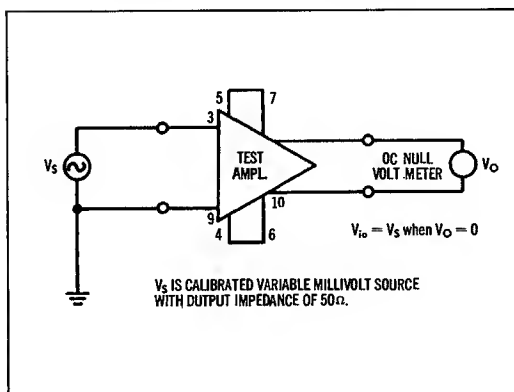 5
7
3
TEST
AMPL.
9
10
4
6
VS
OC NULL
VOLT METER
VO
Vio = VS when VO = 0
VS IS CALIBRATED VARIABLE MILLIVOLT SOURCE
WITH DUTPUT IMPEDANCE OF 50Ω.